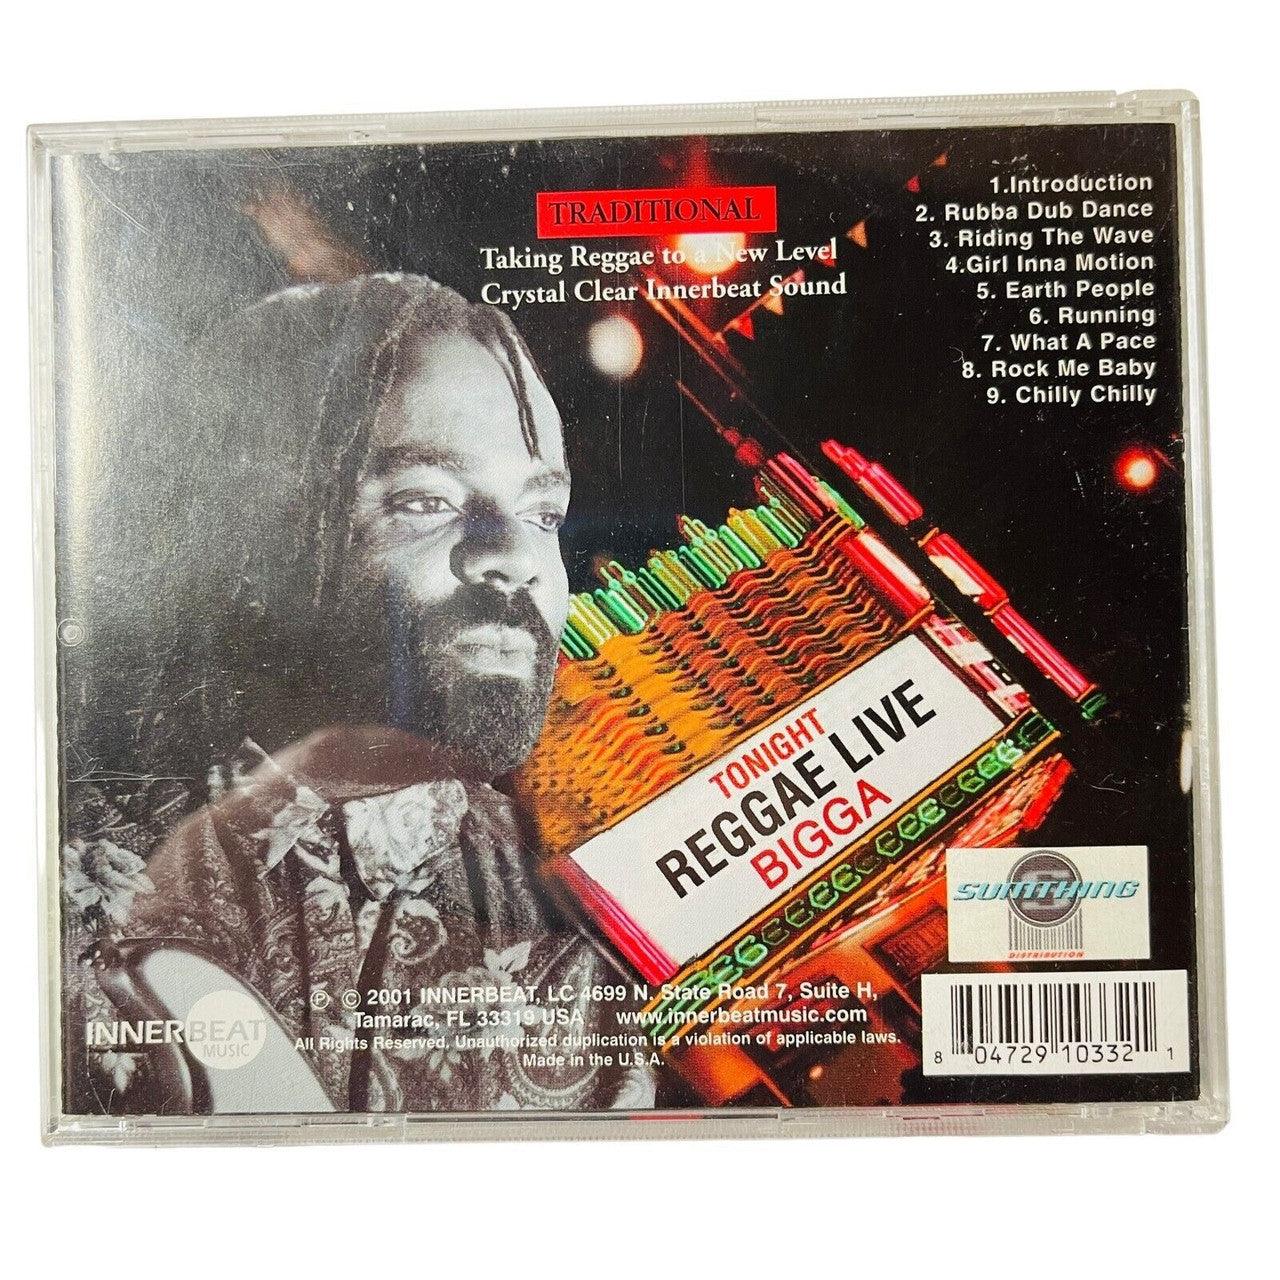 TRADITIONAL
Taking Reggae to a New Level
Crystal Clear Innerbeat Sound
1.Introduction
2. Rubba Dub Dance
3. Riding The Wave
4.Girl Inna Motion
5. Earth People
6. Running
7. What A Pace
8. Rock Me Baby
9. Chilly Chilly
TONIGHT
REGGAE LIVE
BIGGA
SUMTHING
DISTRIBUTION
℗ © 2001 INNERBEAT, LC 4699 N. State Road 7, Suite H,
Tamarac, FL 33319 USA www.innerbeatmusic.com
All Rights Reserved, Unauthorized duplication is a violation of applicable laws.
Made in the U.S.A.
INNERBEAT
MUSIC
8 04729 10332 1